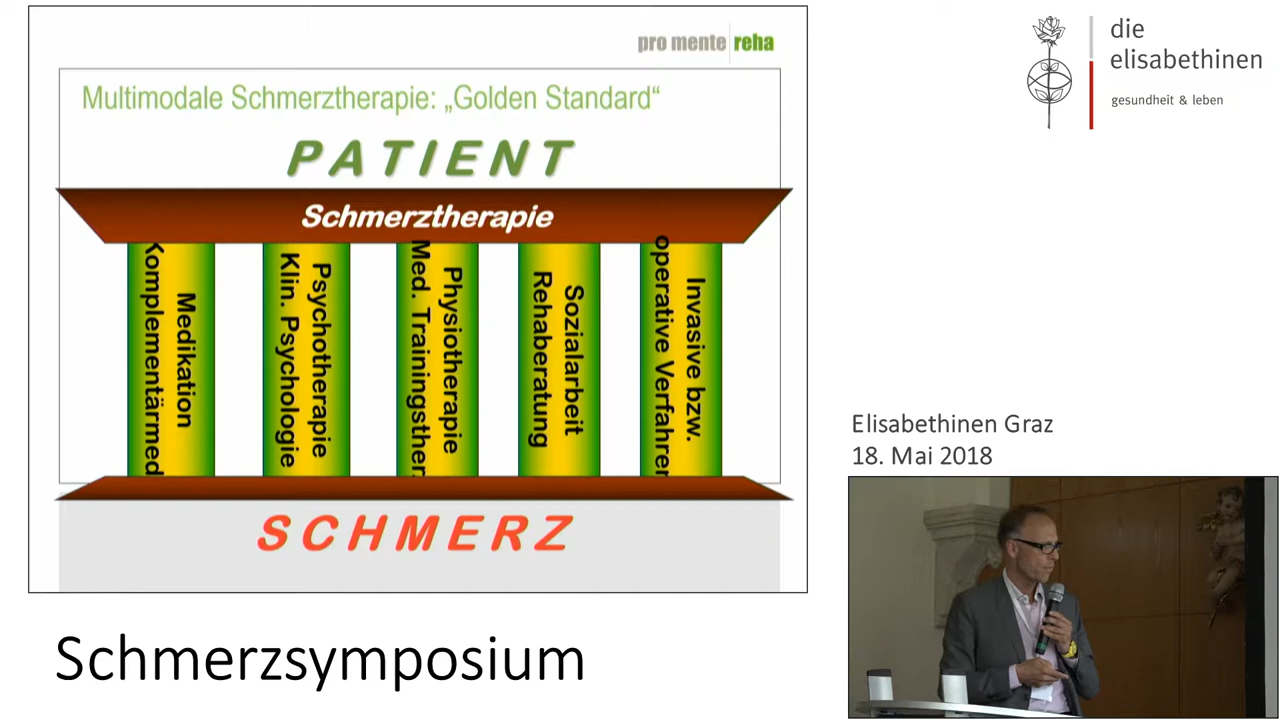 pro mente reha
Multimodale Schmerztherapie: „Golden Standard“
PATIENT
Schmerztherapie
Medikation
Komplementärmed
Psychotherapie
Klin. Psychologie
Physiotherapie
Med. Trainingsther.
Sozialarbeit
Rehaberatung
Invasive bzw.
operative Verfahren
SCHMERZ
Schmerzsymposium
die
elisabethinen
gesundheit & leben
Elisabethinen Graz
18. Mai 2018